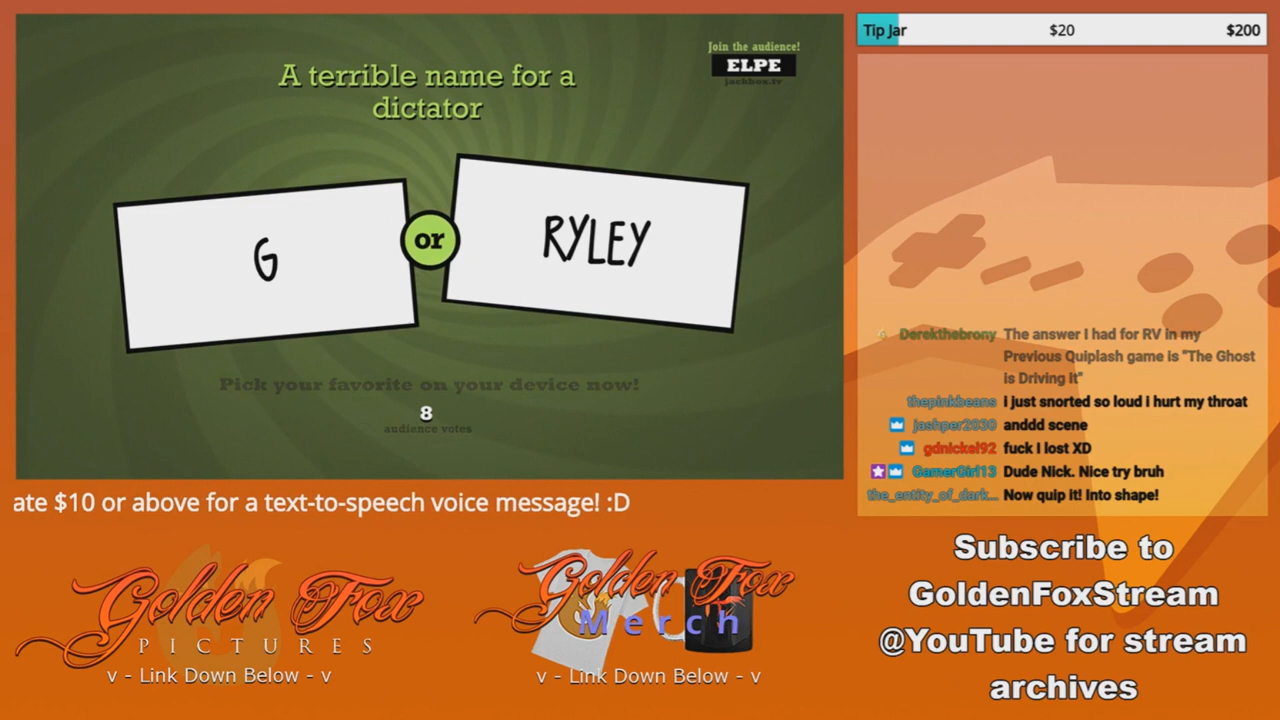 A terrible name for a
dictator
Join the audience!
ELPE
jackbox.tv
G
or
RYLEY
Pick your favorite on your device now!
8
audience votes
Tip Jar
$20
$200
Derekthebrony The answer I had for RV in my
Previous Quiplash game is "The Ghost
is Driving it"
thepinkbeans i just snorted so loud i hurt my throat
jashper2030 anddd scene
gdnickel92 fuck I lost XD
GamerGirl13 Dude Nick. Nice try bruh
the_entity_of_dark... Now quip it! Into shape!
ate $10 or above for a text-to-speech voice message! :D
Golden Fox
PICTURES
v - Link Down Below - v
Golden Fox
Merch
v - Link Down Below - v
Subscribe to
GoldenFoxStream
@YouTube for stream
archives